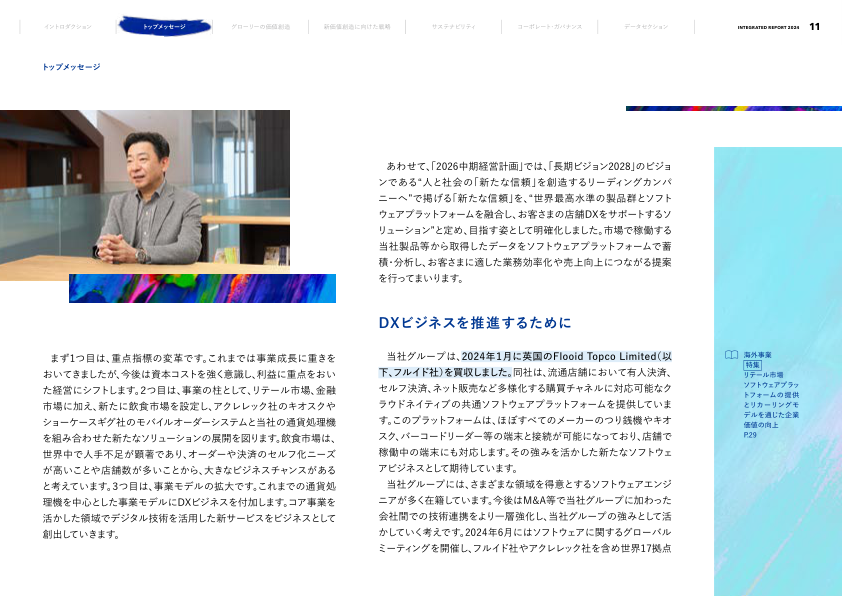 イントロダクション
トップメッセージ
グローリーの価値創造
新価値創造に向けた戦略
サステナビリティ
コーポレート・ガバナンス
データセクション
INTEGRATED REPORT 2024 11
トップメッセージ
まず1つ目は、重点指標の変革です。これまでは事業成長に重きを
おいてきましたが、今後は資本コストを強く意識し、利益に重点をおい
た経営にシフトします。2つ目は、事業の柱として、リテール市場、金融
市場に加え、新たに飲食市場を設定し、アクレレック社のキオスクや
ショーケースギグ社のモバイルオーダーシステムと当社の通貨処理機
を組み合わせた新たなソリューションの展開を図ります。飲食市場は、
世界中で人手不足が顕著であり、オーダーや決済のセルフ化ニーズ
が高いことや店舗数が多いことから、大きなビジネスチャンスがある
と考えています。3つ目は、事業モデルの拡大です。これまでの通貨処
理機を中心とした事業モデルにDXビジネスを付加します。コア事業を
活かした領域でデジタル技術を活用した新サービスをビジネスとして
創出していきます。
あわせて、「2026中期経営計画」では、「長期ビジョン2028」のビジョ
ンである“人と社会の「新たな信頼」を創造するリーディングカンパ
ニーへ”で掲げる「新たな信頼」を、“世界最高水準の製品群とソフト
ウェアプラットフォームを融合し、お客さまの店舗DXをサポートするソ
リューション”と定め、目指す姿として明確化しました。市場で稼働する
当社製品等から取得したデータをソフトウェアプラットフォームで蓄
積・分析し、お客さまに適した業務効率化や売上向上につながる提案
を行ってまいります。
DXビジネスを推進するために
当社グループは、2024年1月に英国のFlooid Topco Limited（以
下、フルイド社）を買収しました。同社は、流通店舗において有人決済、
セルフ決済、ネット販売など多様化する購買チャネルに対応可能なク
ラウドネイティブの共通ソフトウェアプラットフォームを提供していま
す。このプラットフォームは、ほぼすべてのメーカーのつり銭機やキオ
スク、バーコードリーダー等の端末と接続が可能になっており、店舗で
稼働中の端末にも対応します。その強みを活かした新たなソフトウェ
アビジネスとして期待しています。
当社グループには、さまざまな領域を得意とするソフトウェアエンジ
ニアが多く在籍しています。今後はM&A等で当社グループに加わった
会社間での技術連携をより一層強化し、当社グループの強みとして活
かしていく考えです。2024年6月にはソフトウェアに関するグローバル
ミーティングを開催し、フルイド社やアクレレック社を含め世界17拠点
海外事業
特集
リテール市場
ソフトウェアプラッ
トフォームの提供
とリカーリングモ
デルを通じた企業
価値の向上
P.29